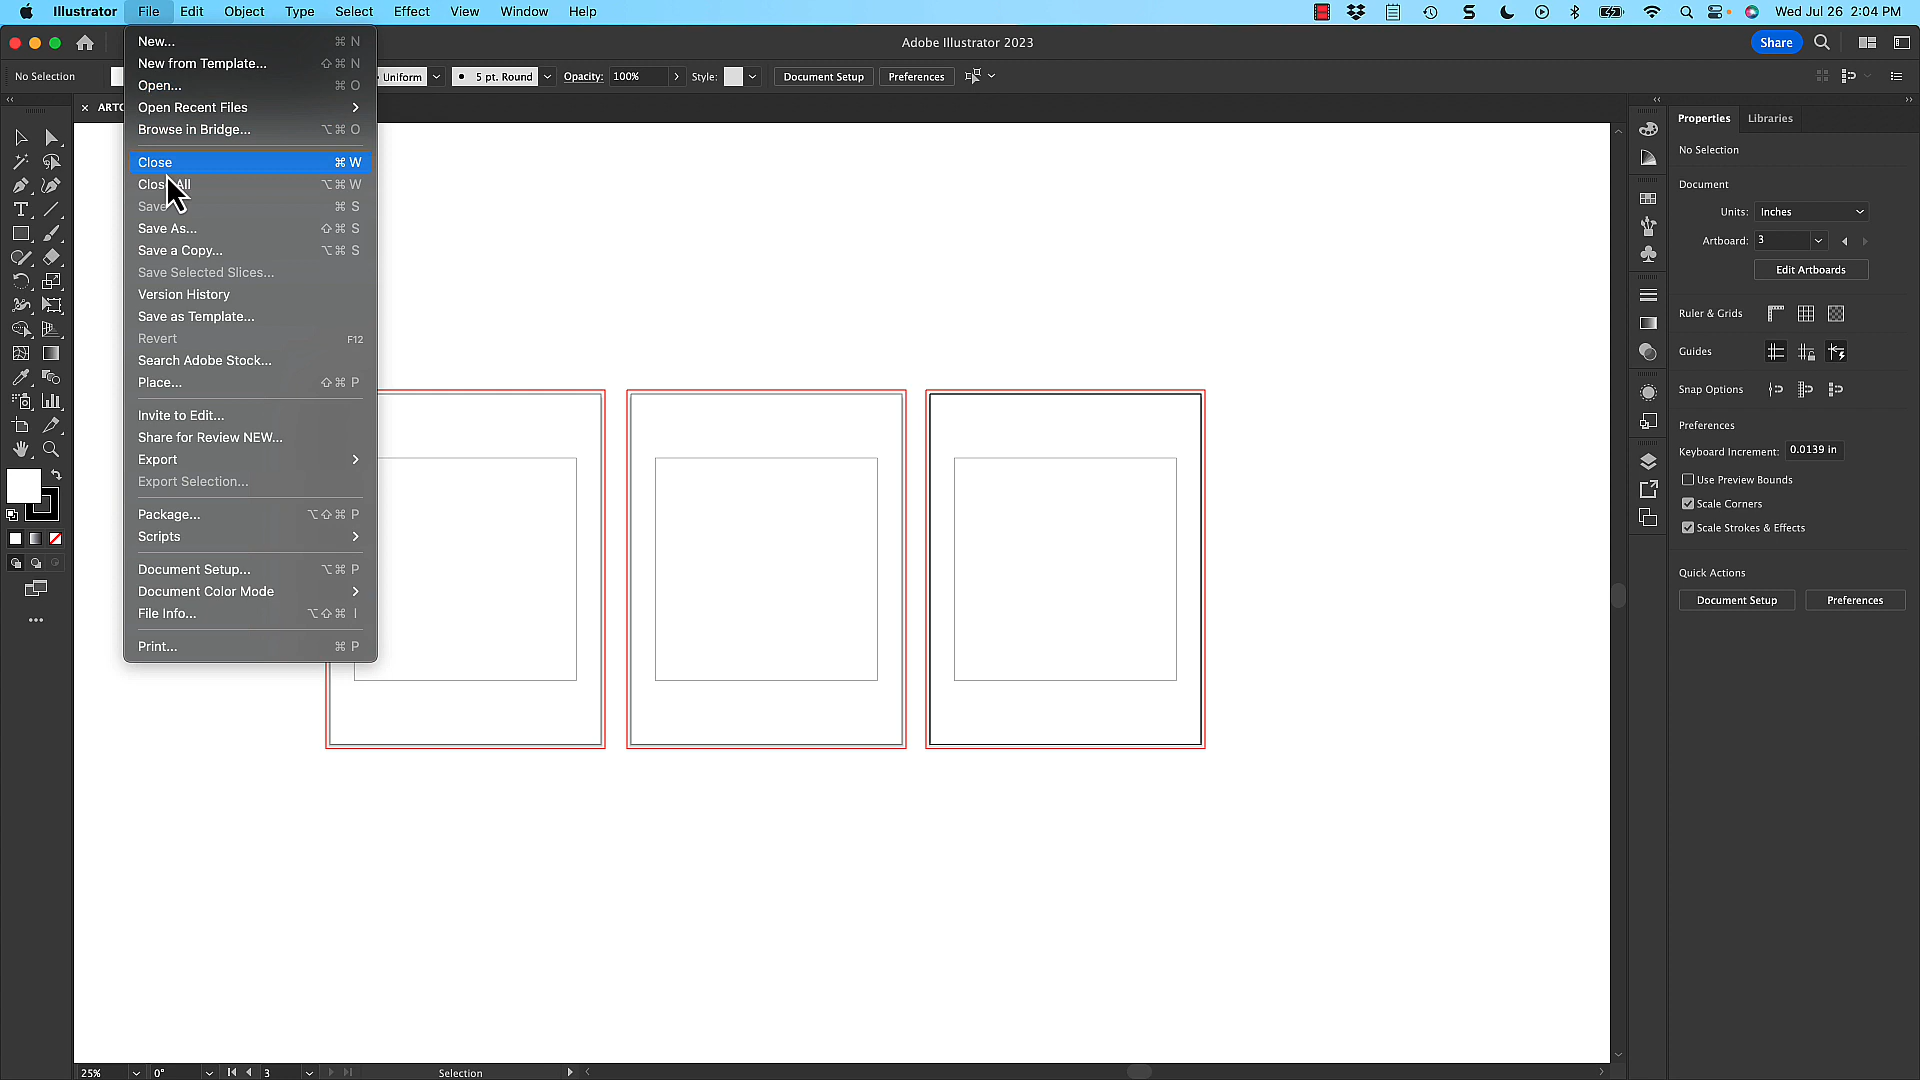 Illustrator File Edit Object Type Select Effect View Window Help
S Wed Jul 26 2:04 PM
Adobe Illustrator 2023
Share
No Selection
Uniform
5 pt. Round
Opacity: 100%
Style:
Document Setup
Preferences
New... ⌘ N
New from Template... ⇧⌘ N
Open... ⌘ O
Open Recent Files
Browse in Bridge... ⌥⌘ O
Close ⌘ W
Close All ⌥⌘ W
Save ⌘ S
Save As... ⇧⌘ S
Save a Copy... ⌥⌘ S
Save Selected Slices...
Version History
Save as Template...
Revert F12
Search Adobe Stock...
Place... ⇧⌘ P
Invite to Edit...
Share for Review NEW...
Export
Export Selection...
Package... ⌥⇧⌘ P
Scripts
Document Setup... ⌥⌘ P
Document Color Mode
File Info... ⌥⇧⌘ I
Print... ⌘ P
Properties Libraries
No Selection
Document
Units: Inches
Artboard: 3
Edit Artboards
Ruler & Grids
Guides
Snap Options
Preferences
Keyboard Increment: 0.0139 in
Use Preview Bounds
Scale Corners
Scale Strokes & Effects
Quick Actions
Document Setup Preferences
25% 0° 3 Selection